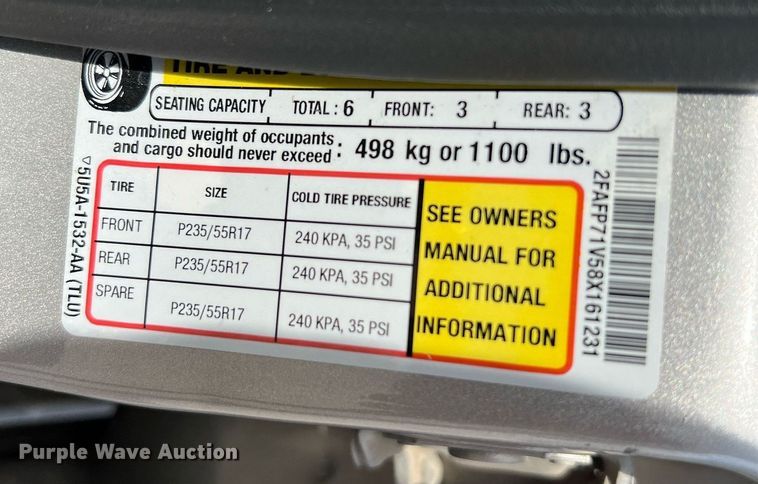 TIRE AND
SEATING CAPACITY TOTAL: 6 FRONT: 3 REAR: 3
The combined weight of occupants and cargo should never exceed: 498 kg or 1100 lbs.
TIRE SIZE COLD TIRE PRESSURE
FRONT P235/55R17 240 KPA, 35 PSI
REAR P235/55R17 240 KPA, 35 PSI
SPARE P235/55R17 240 KPA, 35 PSI
SEE OWNERS
MANUAL FOR
ADDITIONAL
INFORMATION
▽5U5A-1532-AA (TLU)
2FAFP71V58X161231
Purple Wave Auction